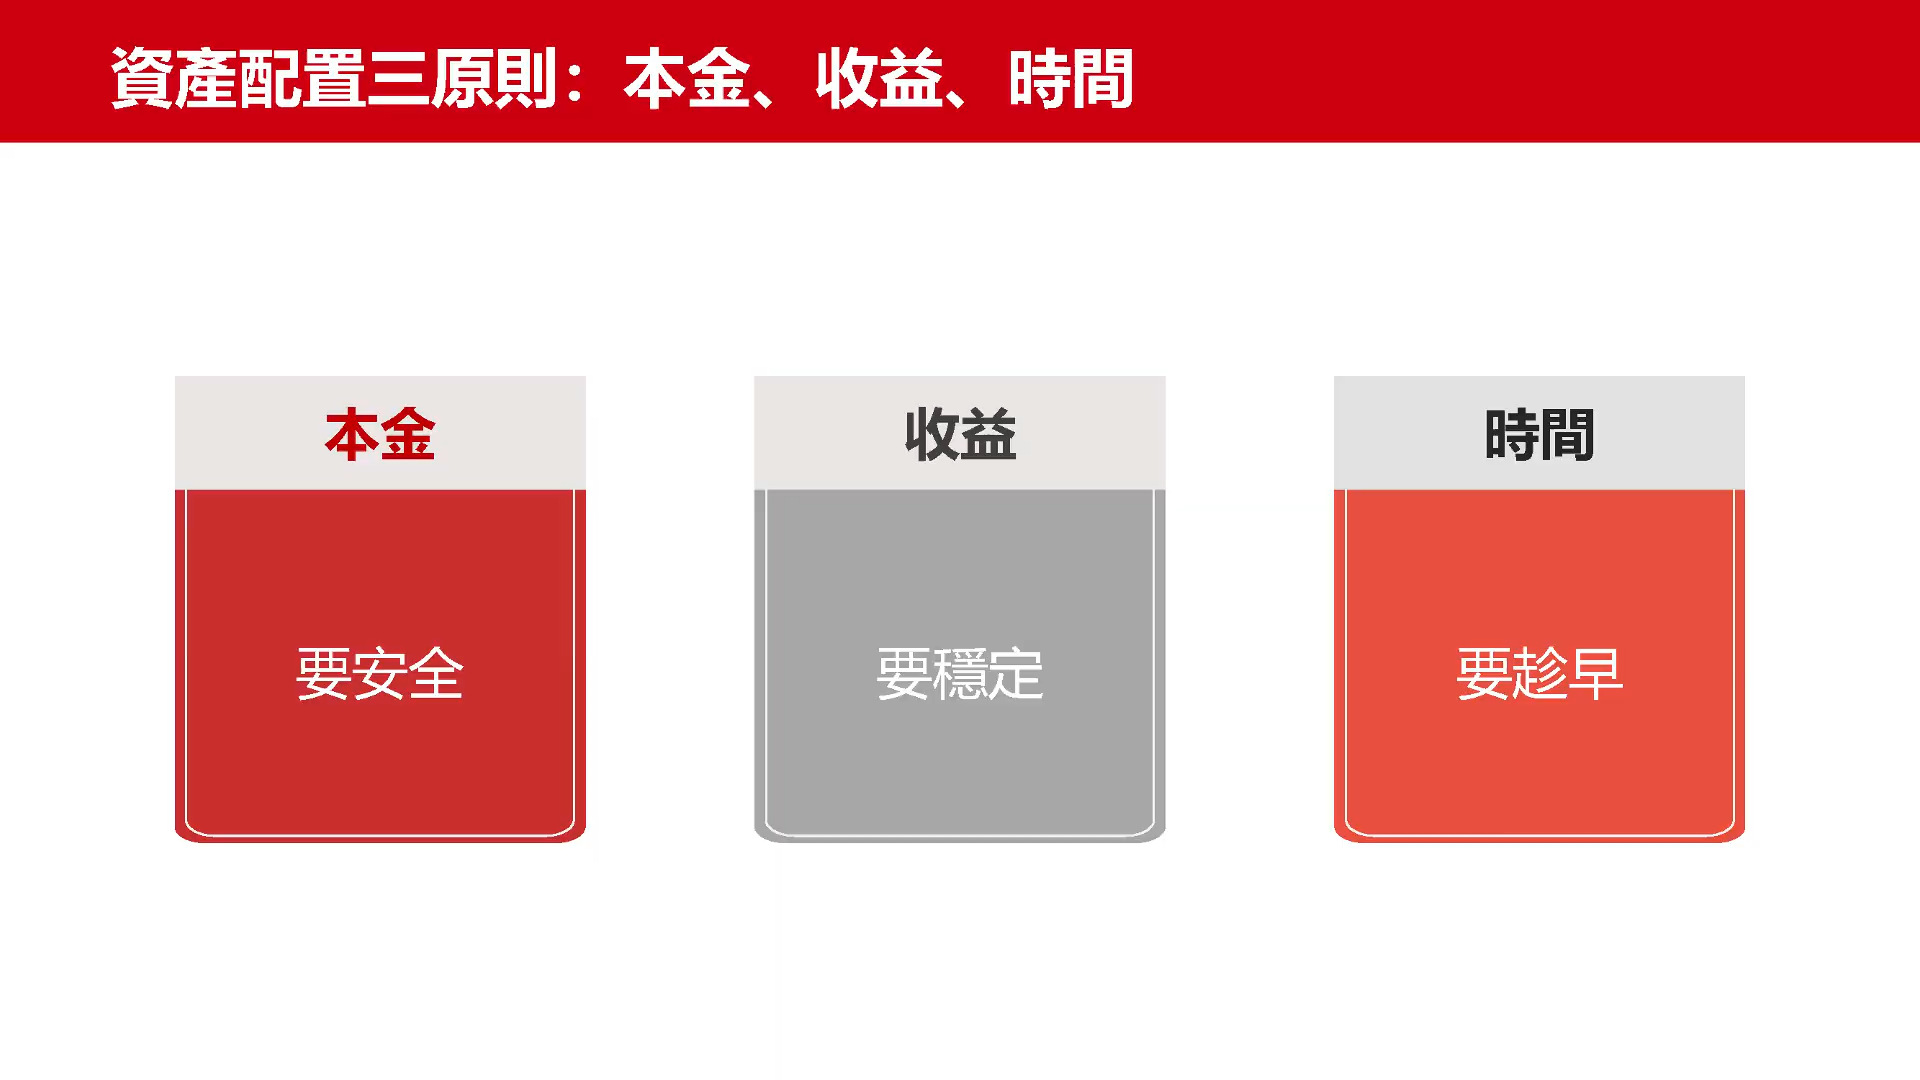 資產配置三原則：本金、收益、時間
本金
要安全
收益
要穩定
時間
要趁早